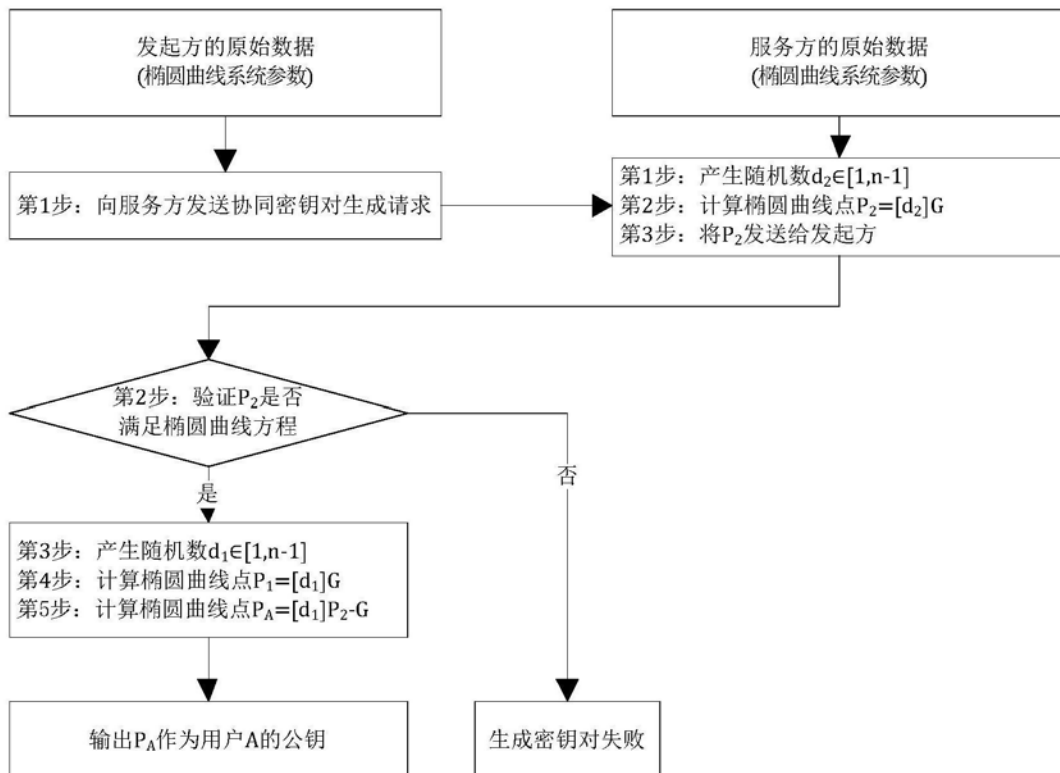 发起方的原始数据
(椭圆曲线系统参数)
服务方的原始数据
(椭圆曲线系统参数)
第1步：向服务方发送协同密钥对生成请求
第1步：产生随机数d₂∈[1,n-1]
第2步：计算椭圆曲线点P₂=[d₂]G
第3步：将P₂发送给发起方
第2步：验证P₂是否
满足椭圆曲线方程
否
是
第3步：产生随机数d₁∈[1,n-1]
第4步：计算椭圆曲线点P₁=[d₁]G
第5步：计算椭圆曲线点P_A=[d₁]P₂-G
输出P_A作为用户A的公钥
生成密钥对失败